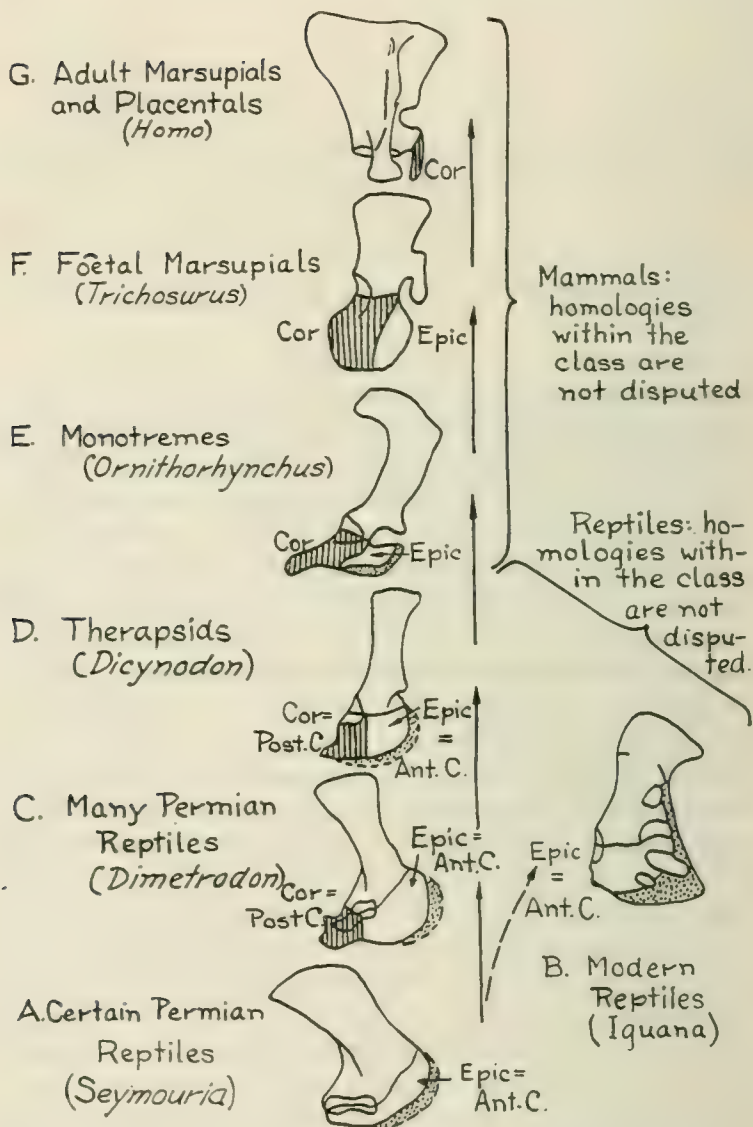 G. Adult Marsupials
and Placentals
(Homo)
Cor
F. Foetal Marsupials
(Trichosurus)
Cor
Epic
Mammals:
homologies
within the
class are
not disputed
E. Monotremes
(Ornithorhynchus)
Cor
Epic
Reptiles: ho-
mologies with-
in the class
are not
dispu-
ted.
D. Therapsids
(Dicynodon)
Cor=
Post.C.
Epic
=
Ant.C.
C. Many Permian
Reptiles
(Dimetrodon)
Cor=
Post C.
Epic=
Ant.C.
Epic
=
Ant.C.
B. Modern
Reptiles
(Iguana)
A. Certain Permian
Reptiles
(Seymouria)
Epic=
Ant.C.